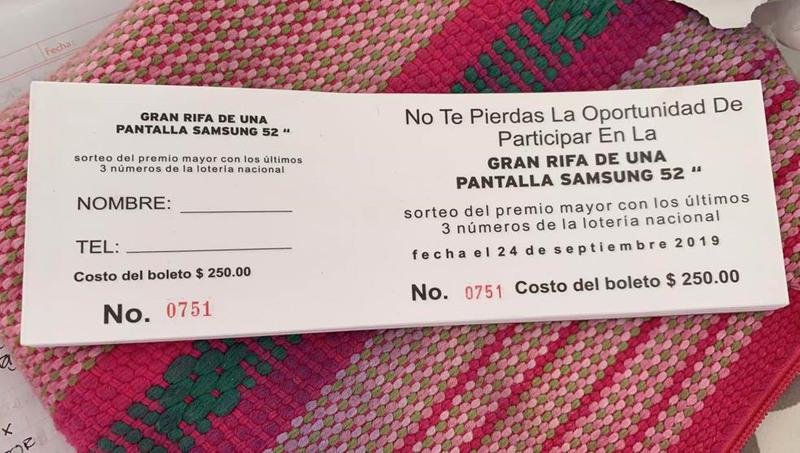 Fecha:
GRAN RIFA DE UNA
PANTALLA SAMSUNG 52 “
sorteo del premio mayor con los últimos
3 números de la lotería nacional
NOMBRE:
TEL:
Costo del boleto $ 250.00
No. 0751
No Te Pierdas La Oportunidad De
Participar En La
GRAN RIFA DE UNA
PANTALLA SAMSUNG 52 “
sorteo del premio mayor con los últimos
3 números de la lotería nacional
fecha el 24 de septiembre 2019
No. 0751 Costo del boleto $ 250.00